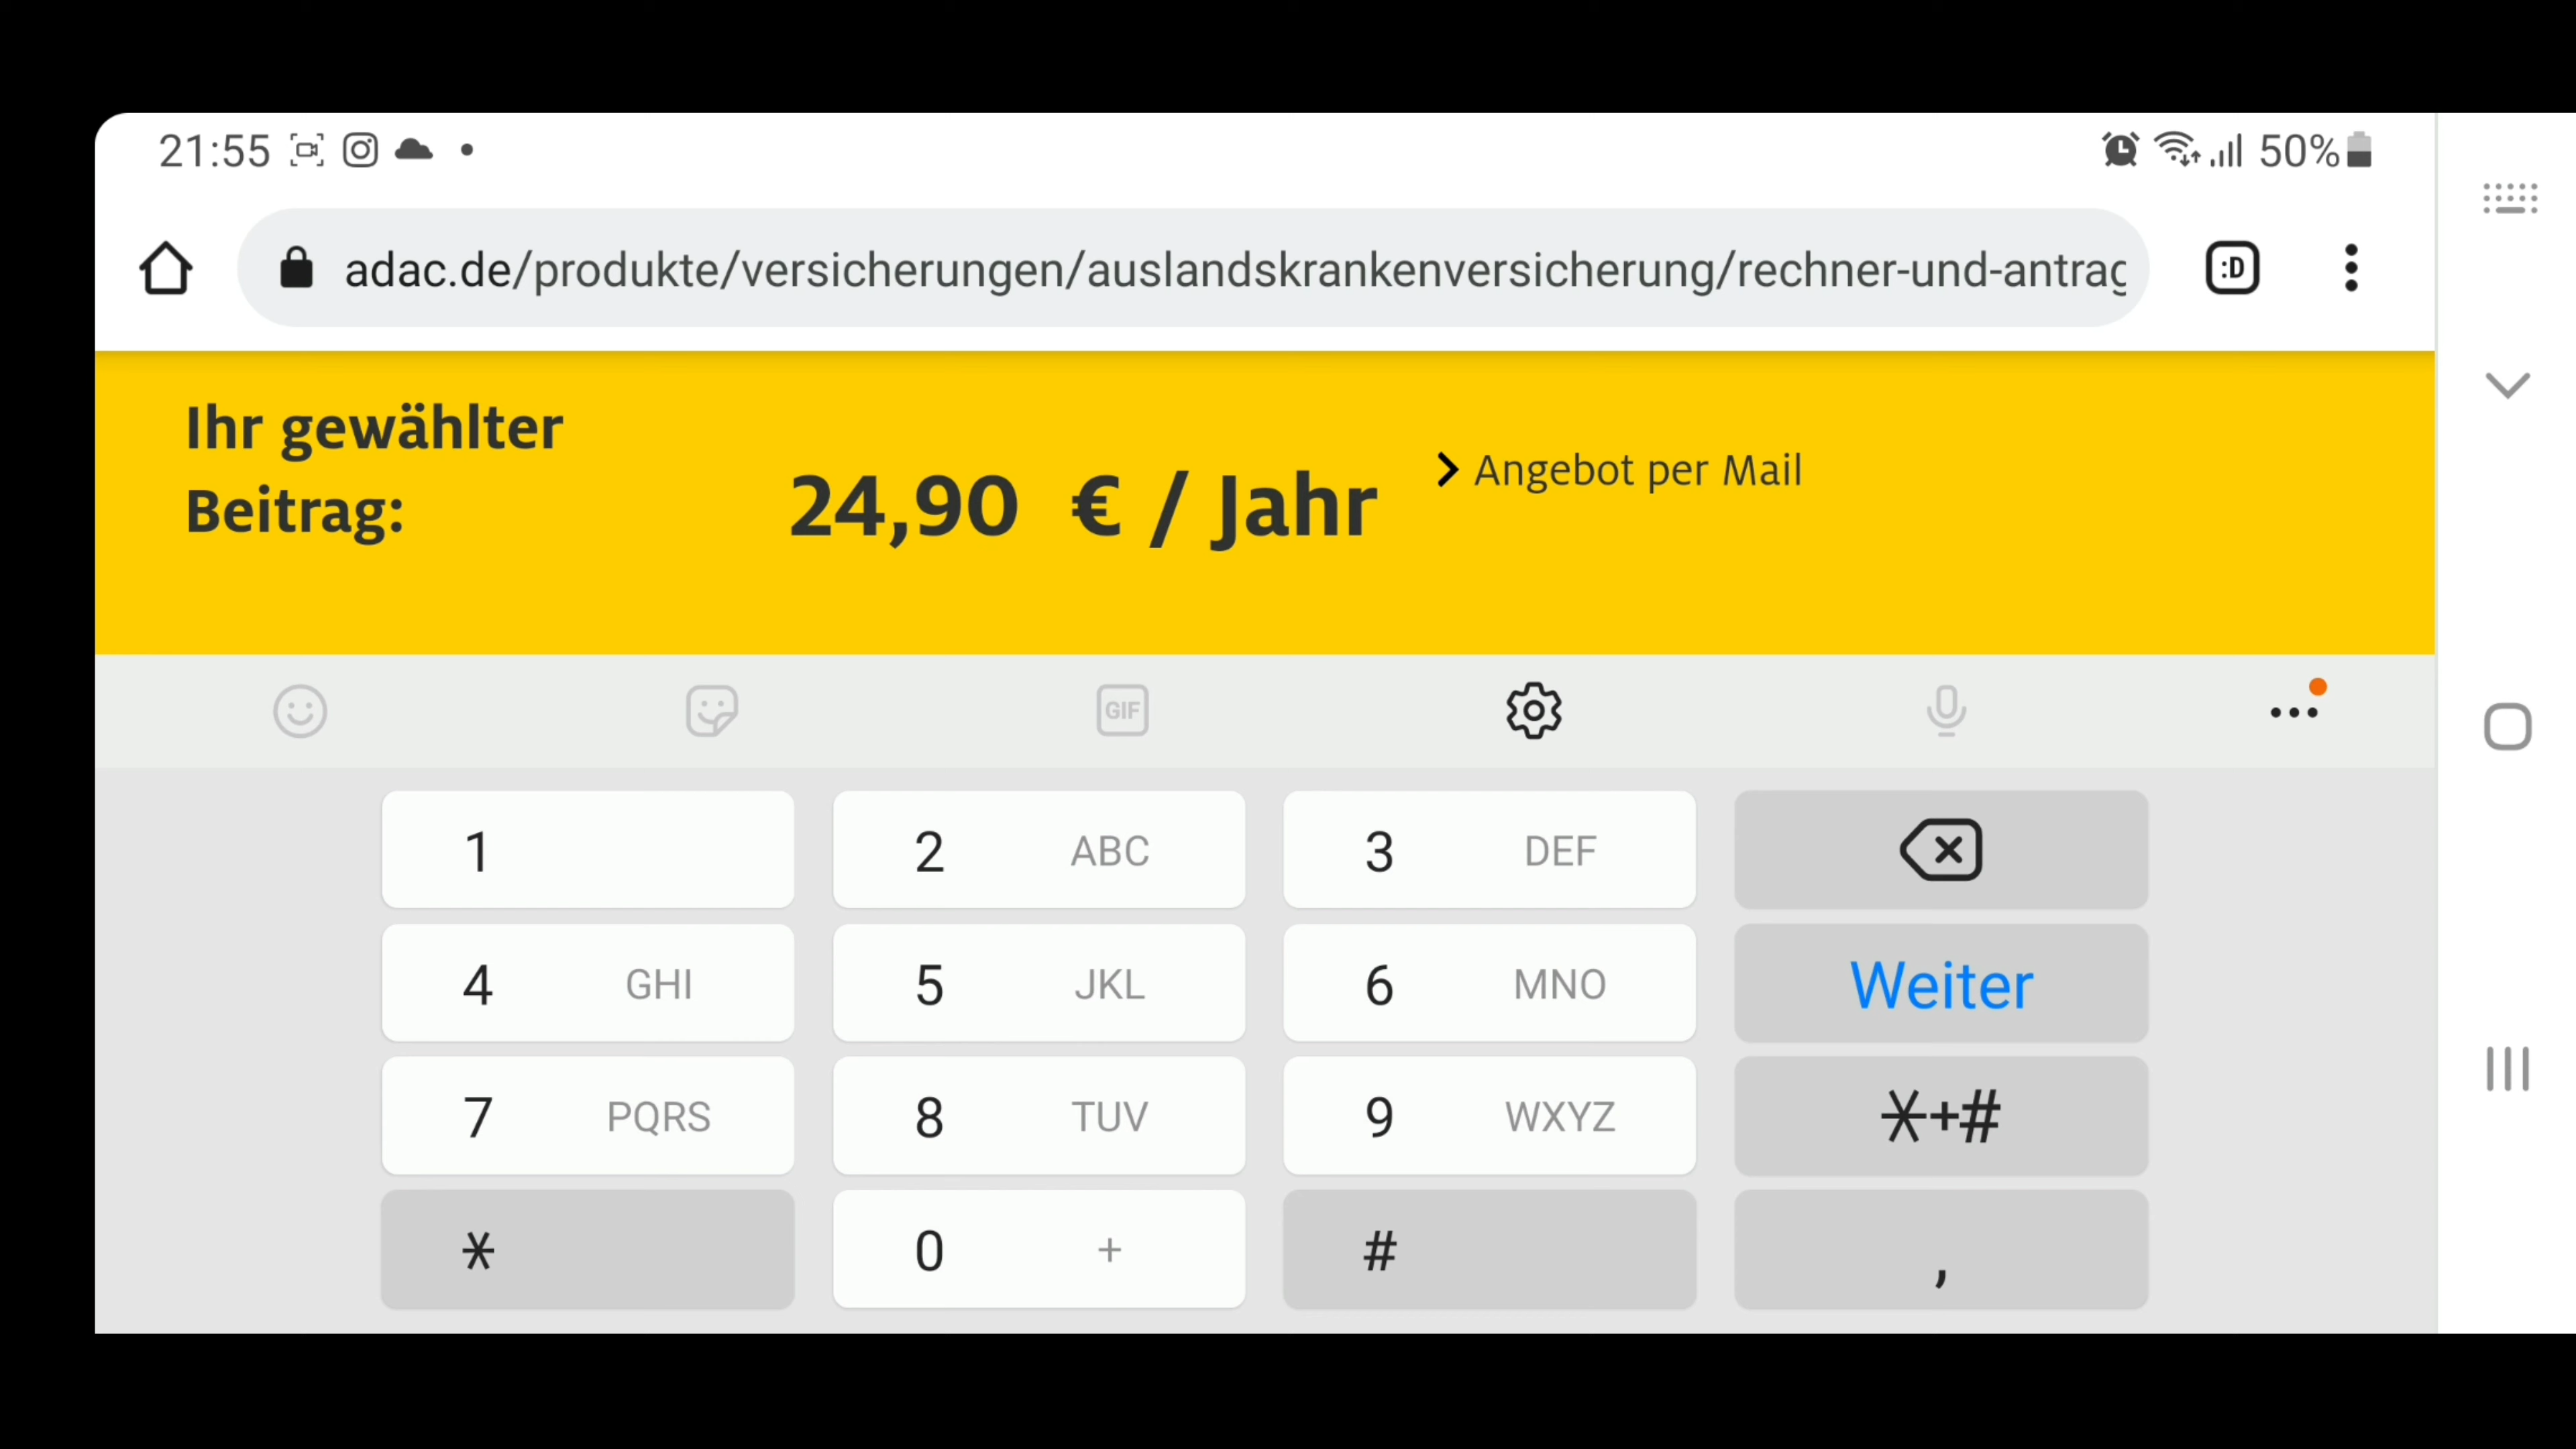 21:55
50%
adac.de/produkte/versicherungen/auslandskrankenversicherung/rechner-und-antrag
:D
Ihr gewählter
Beitrag:
24,90 € / Jahr
Angebot per Mail
GIF
1
2 ABC
3 DEF
4 GHI
5 JKL
6 MNO
Weiter
7 PQRS
8 TUV
9 WXYZ
*+#
*
0 +
#
,